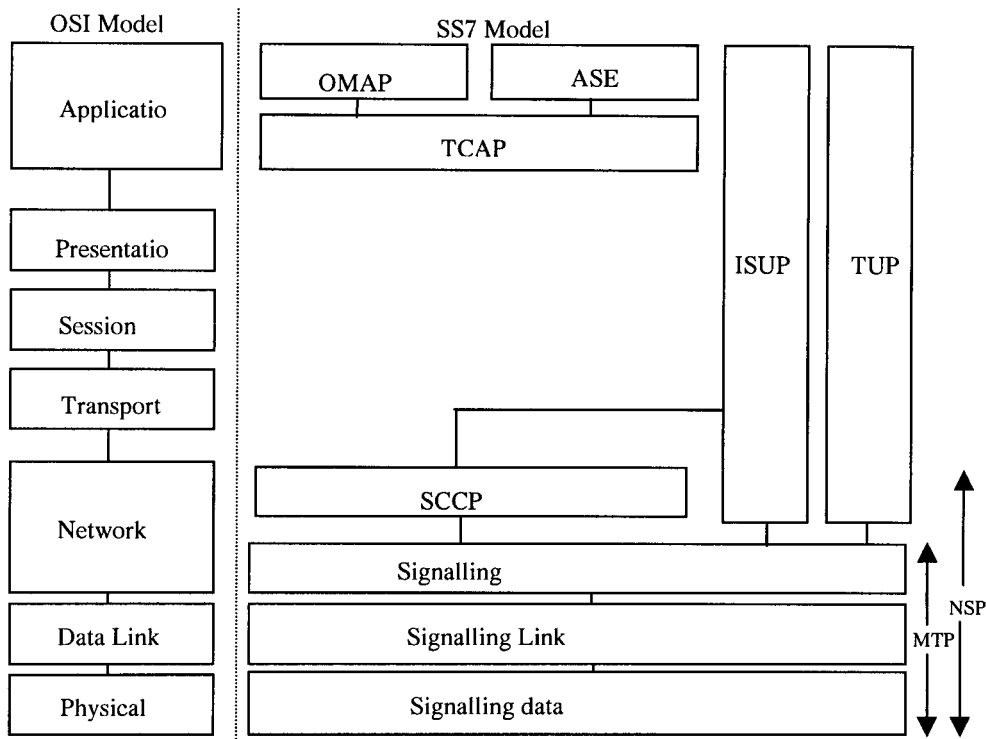 OSI Model
SS7 Model
OMAP
ASE
Applicatio
TCAP
Presentatio
ISUP
TUP
Session
Transport
SCCP
Network
Signalling
NSP
Data Link
Signalling Link
MTP
Physical
Signalling data